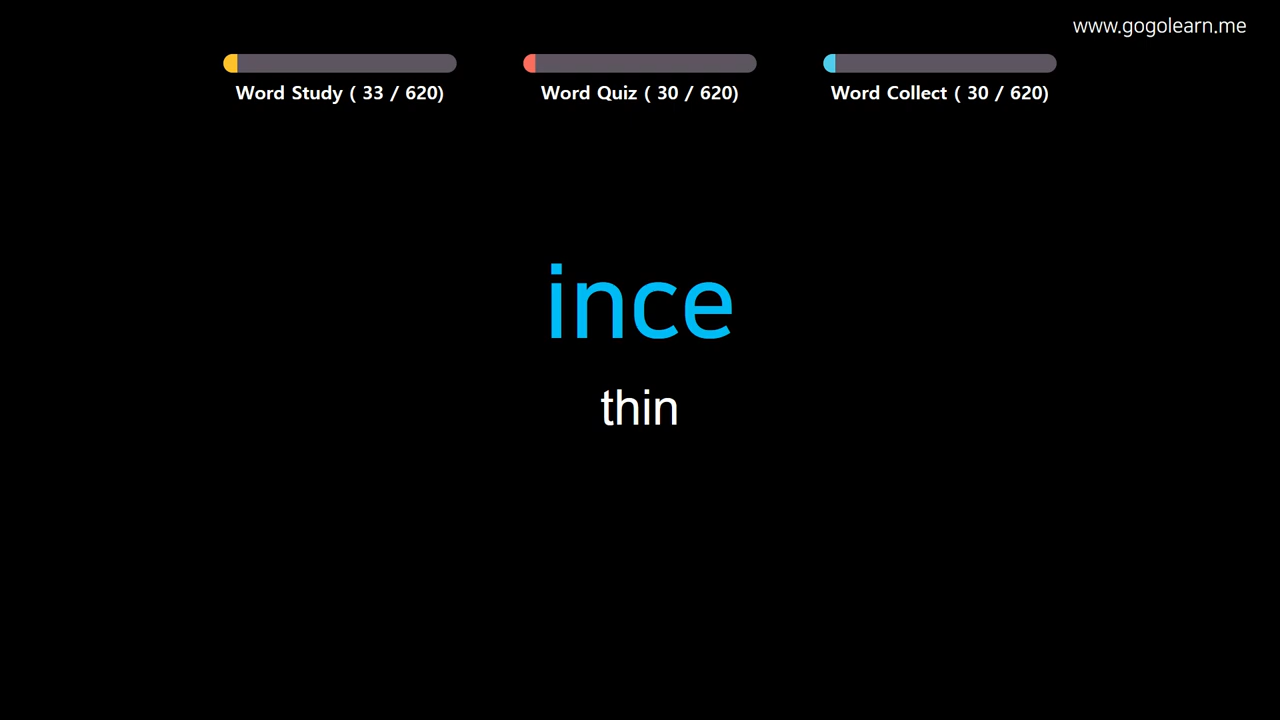 www.gogolearn.me
Word Study ( 33 / 620)
Word Quiz ( 30 / 620)
Word Collect ( 30 / 620)
ince
thin